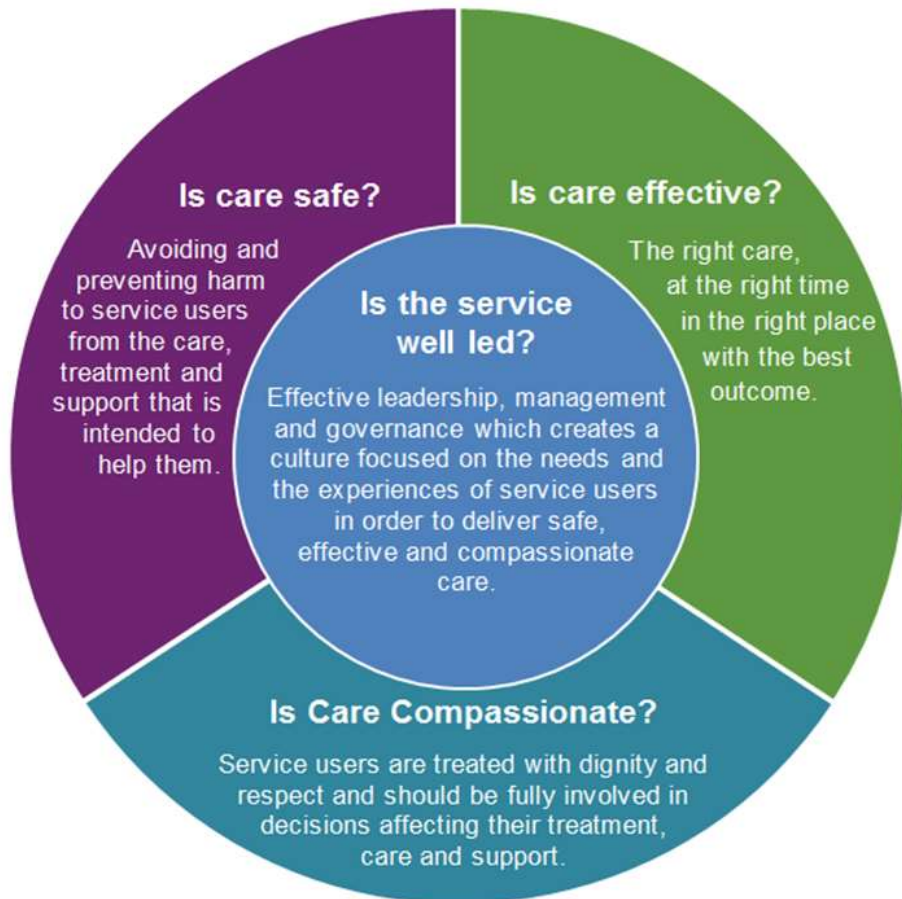 Is care safe?
Avoiding and
preventing harm
to service users
from the care,
treatment and
support that is
intended to
help them.
Is care effective?
The right care,
at the right time
in the right place
with the best
outcome.
Is the service
well led?
Effective leadership, management
and governance which creates a
culture focused on the needs and
the experiences of service users
in order to deliver safe,
effective and compassionate
care.
Is Care Compassionate?
Service users are treated with dignity and
respect and should be fully involved in
decisions affecting their treatment,
care and support.